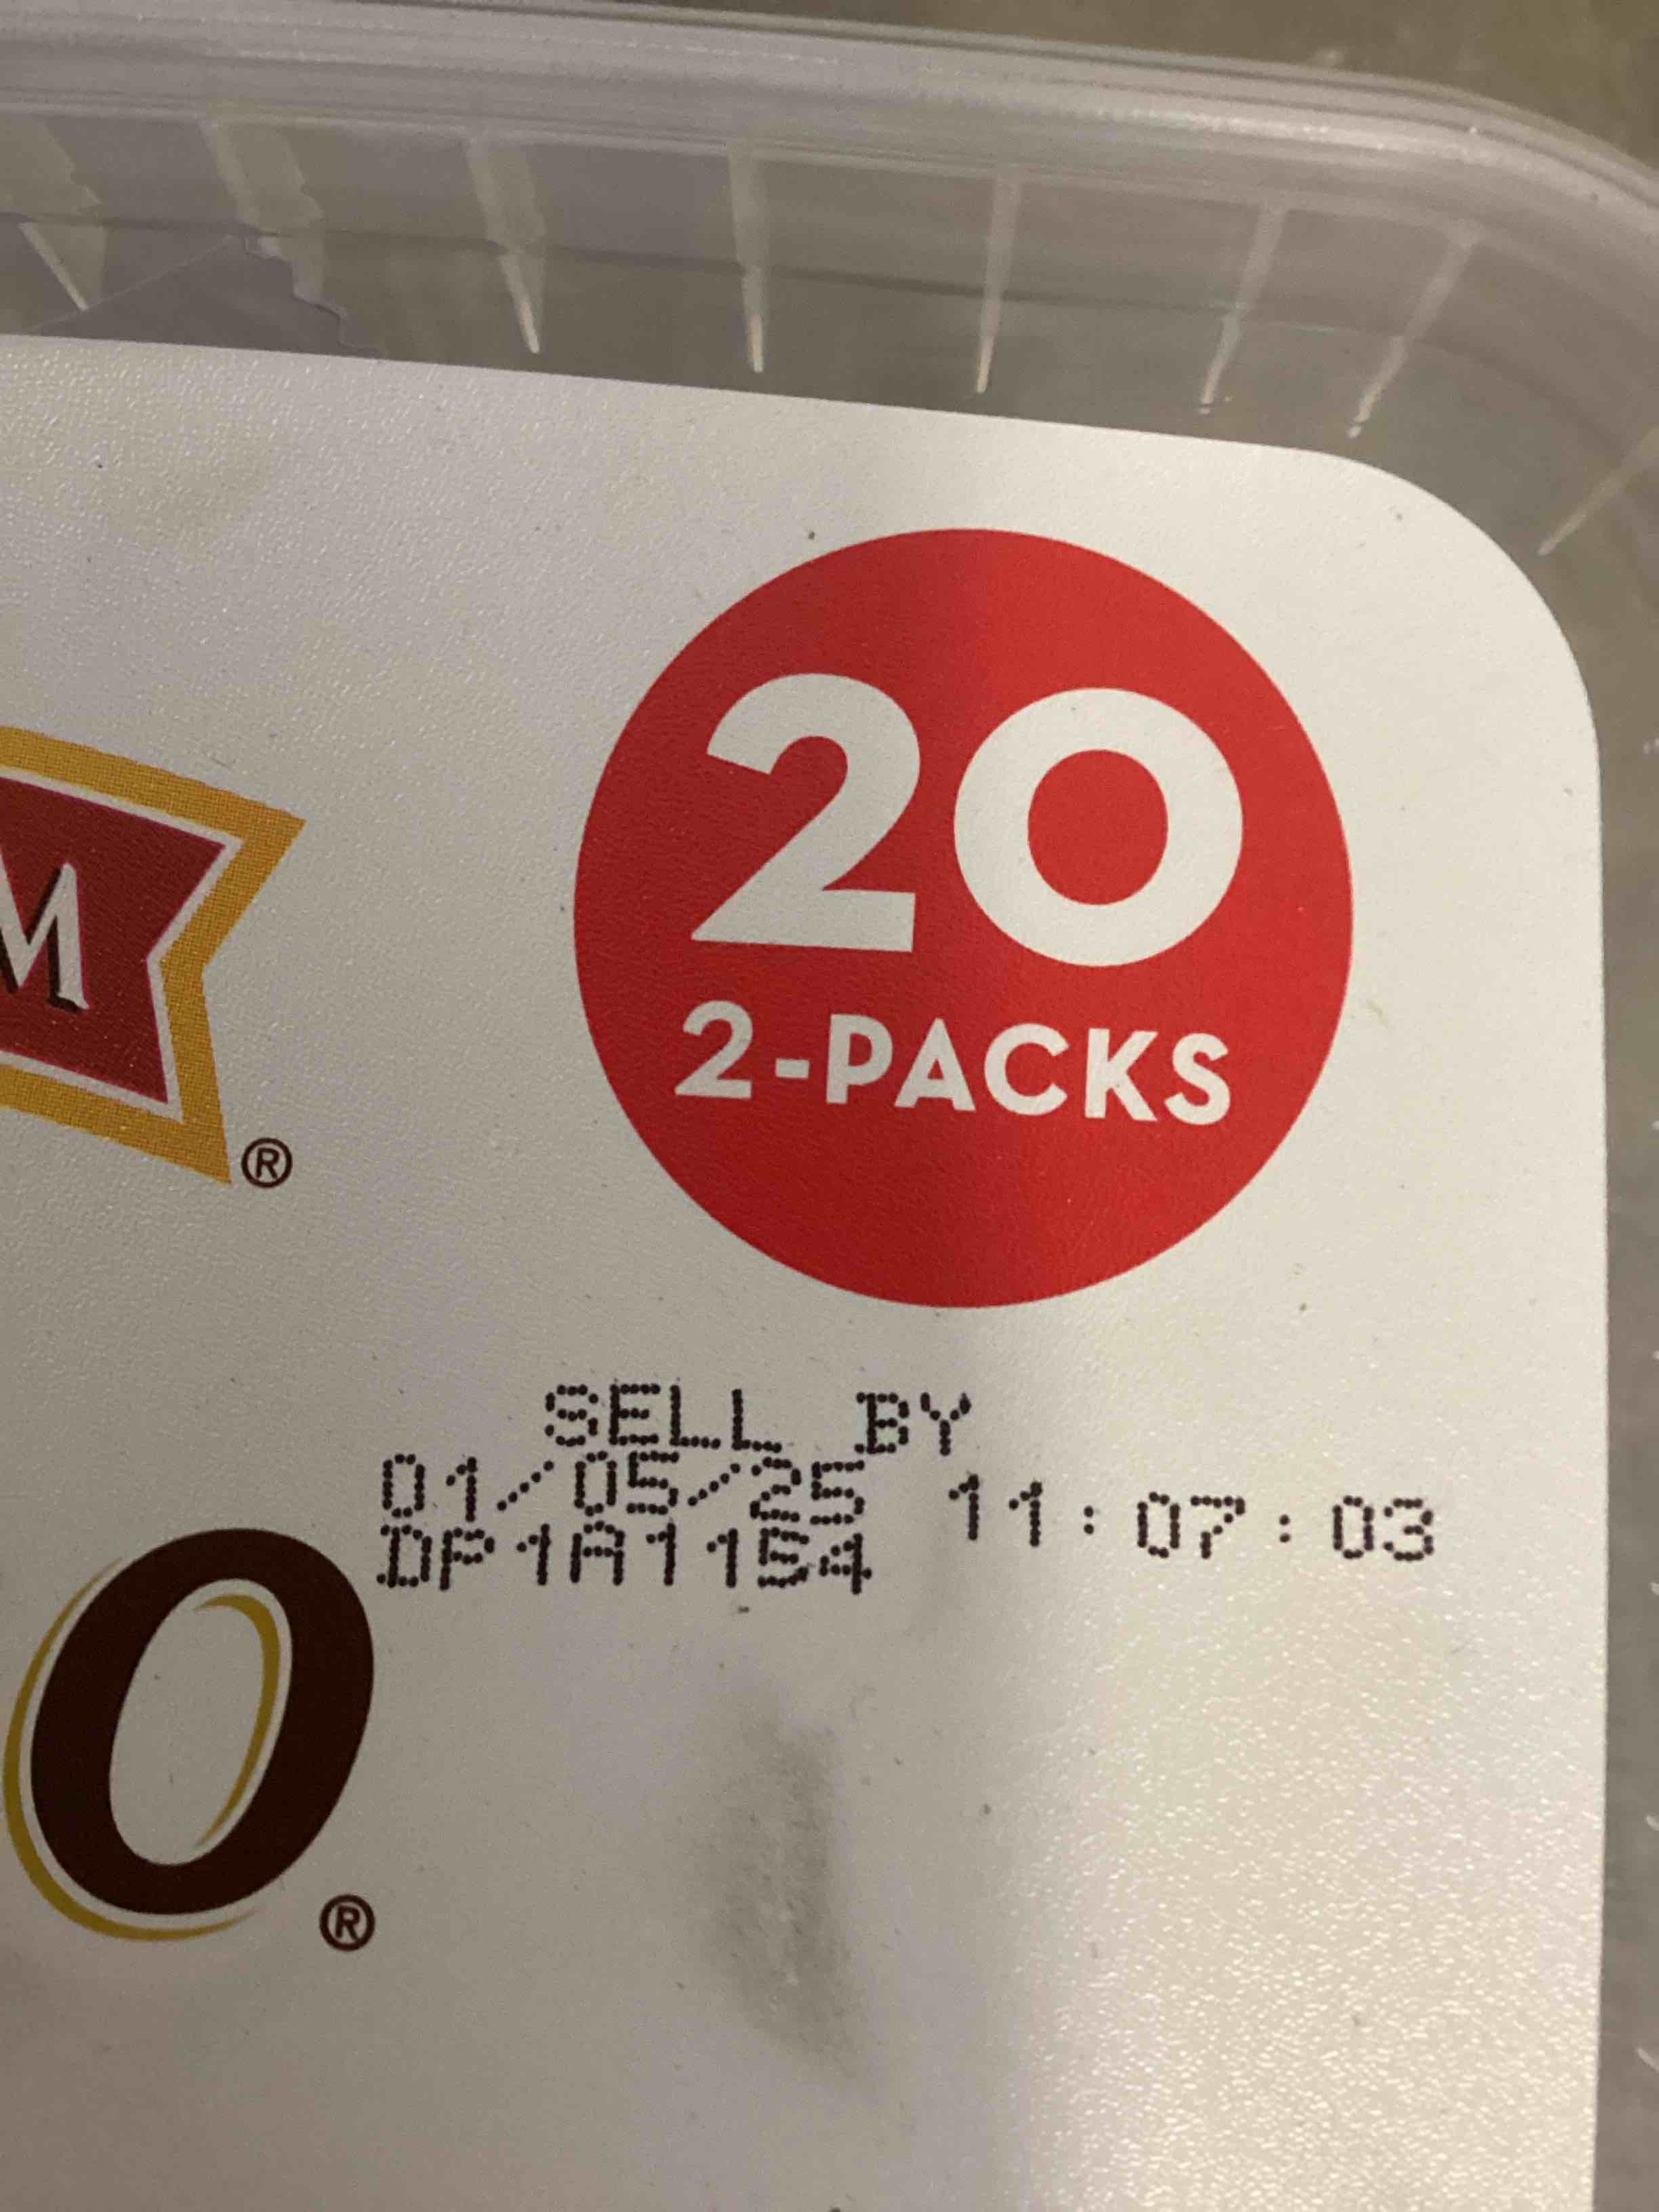 20
2-PACKS
M
®
SELL BY
01/05/25 11:07:03
DP1A1154
O
®